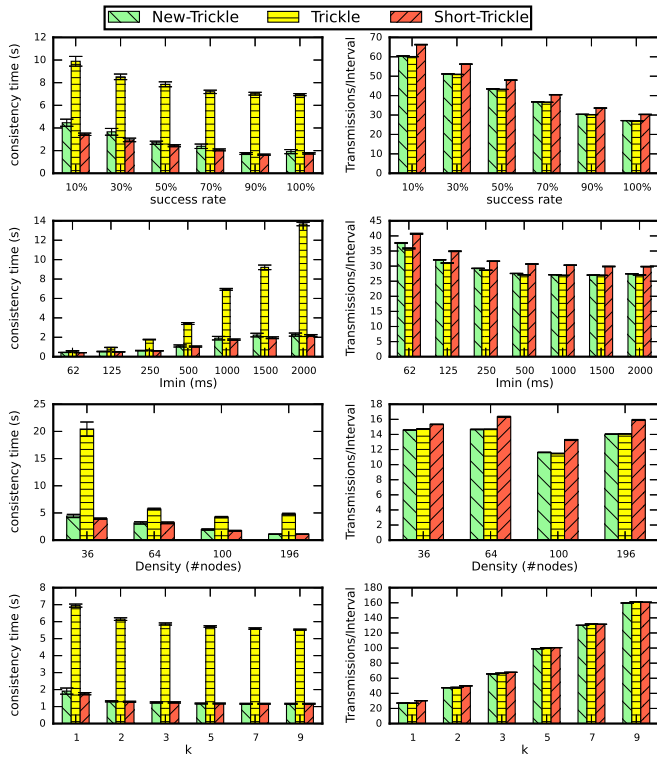 New-Trickle Trickle Short-Trickle
consistency time (s)
12
10
8
6
4
2
0
10% 30% 50% 70% 90% 100%
success rate
Transmissions/Interval
70
60
50
40
30
20
10
0
10% 30% 50% 70% 90% 100%
success rate
consistency time (s)
14
12
10
8
6
4
2
0
62 125 250 500 1000 1500 2000
Imin (ms)
Transmissions/Interval
45
40
35
30
25
20
15
10
5
0
62 125 250 500 1000 1500 2000
Imin (ms)
consistency time (s)
25
20
15
10
5
0
36 64 100 196
Density (#nodes)
Transmissions/Interval
18
16
14
12
10
8
6
4
2
0
36 64 100 196
Density (#nodes)
consistency time (s)
8
7
6
5
4
3
2
1
0
1 2 3 5 7 9
k
Transmissions/Interval
180
160
140
120
100
80
60
40
20
0
1 2 3 5 7 9
k